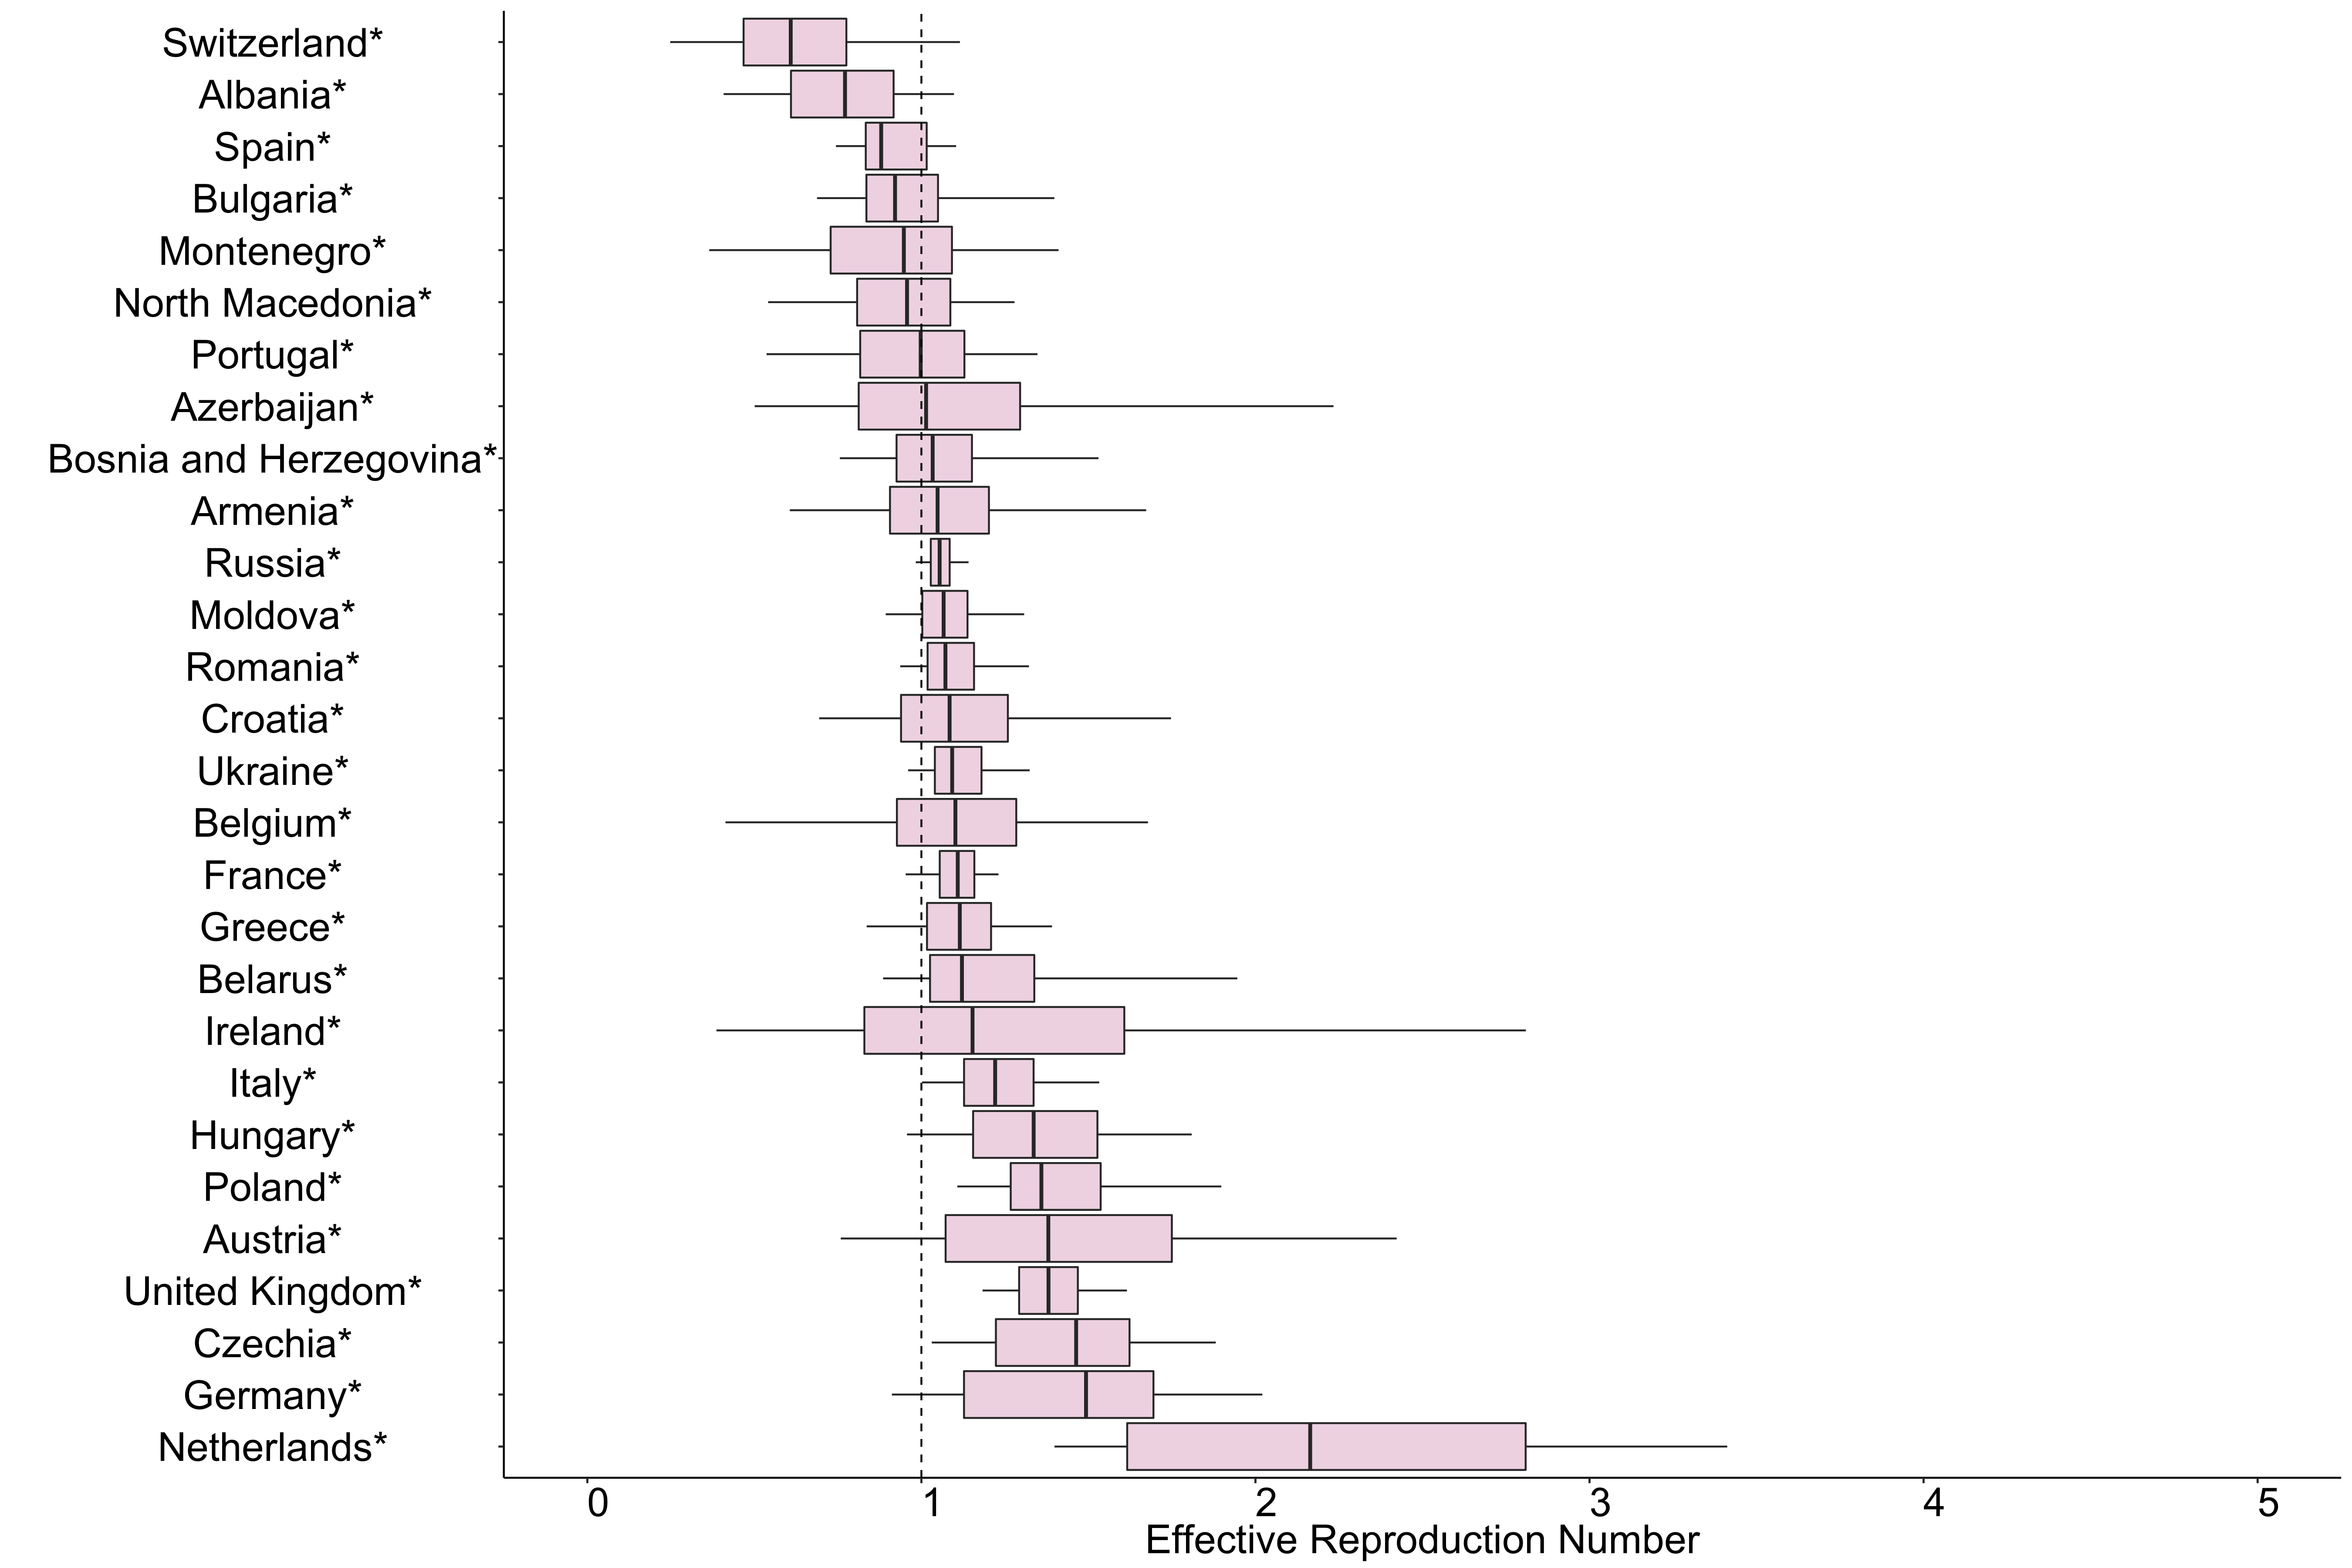 Switzerland*
Albania*
Spain*
Bulgaria*
Montenegro*
North Macedonia*
Portugal*
Azerbaijan*
Bosnia and Herzegovina*
Armenia*
Russia*
Moldova*
Romania*
Croatia*
Ukraine*
Belgium*
France*
Greece*
Belarus*
Ireland*
Italy*
Hungary*
Poland*
Austria*
United Kingdom*
Czechia*
Germany*
Netherlands*
0 1 2 3 4 5
Effective Reproduction Number